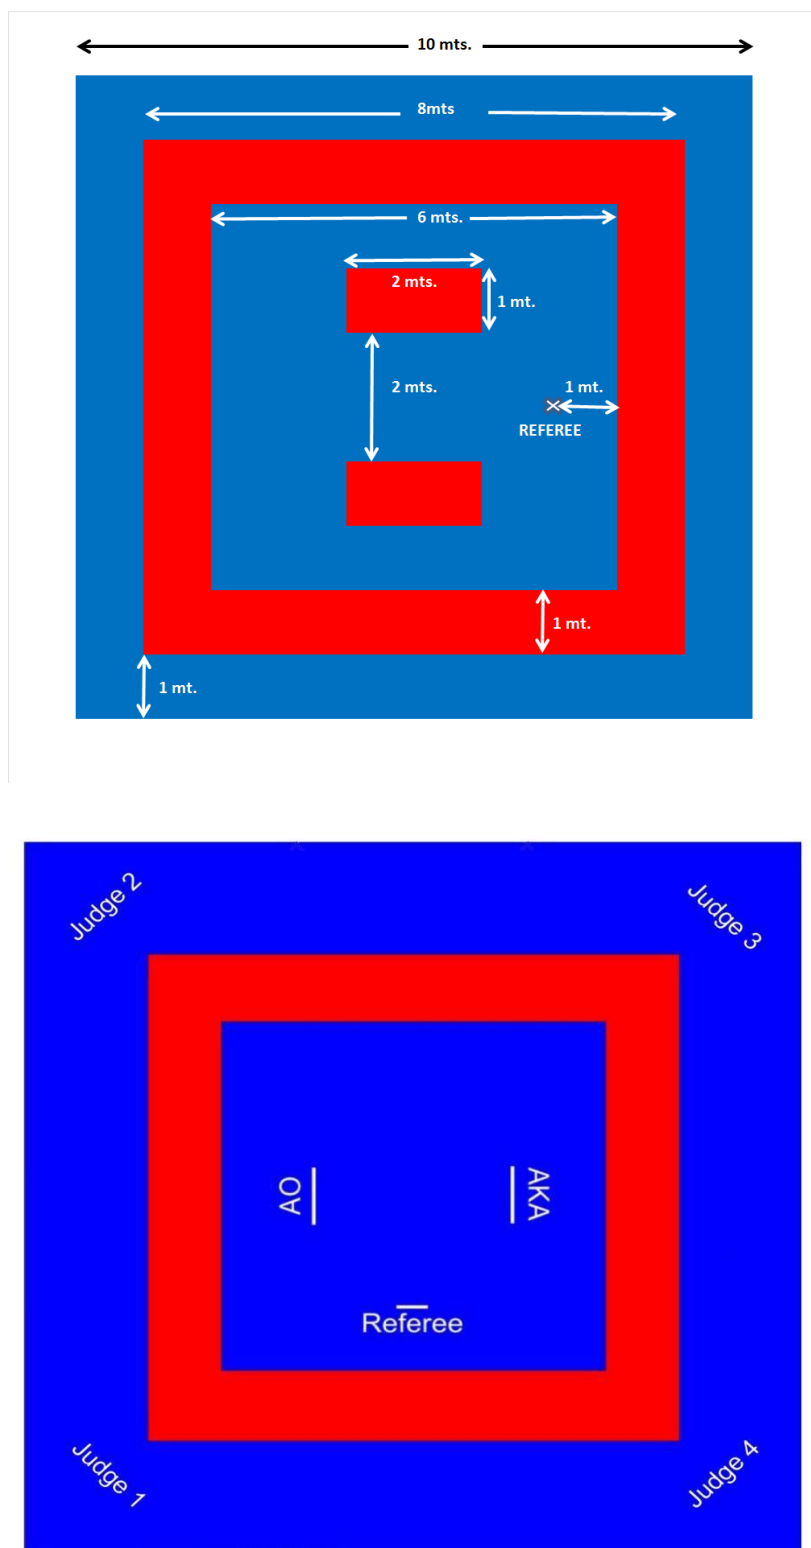 10 mts.
8mts
6 mts.
2 mts.
1 mt.
2 mts.
1 mt.
REFEREE
1 mt.
1 mt.
Judge 2
Judge 3
AO
AKA
Referee
Judge 1
Judge 4